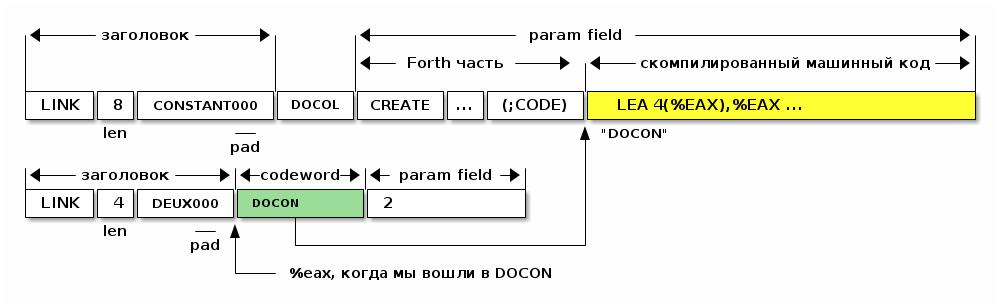 заголовок param field
Forth часть скомпилированный машинный код
LINK 8 CONSTANT000 DOCOL CREATE ... (;CODE) LEA 4(%EAX),%EAX ...
len pad "DOCON"
заголовок codeword param field
LINK 4 DEUX000 DOCON 2
len pad
%eax, когда мы вошли в DOCON